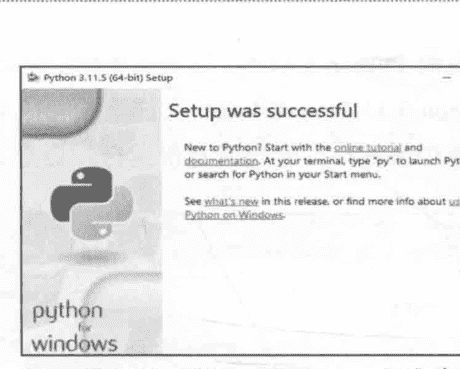 Python 3.11.5 (64-bit) Setup
Setup was successful
New to Python? Start with the online tutorial and
documentation. At your terminal, type "py" to launch
or search for Python in your Start menu.
See what's new in this release, or find more info about
Python on Windows.
python
for
windows